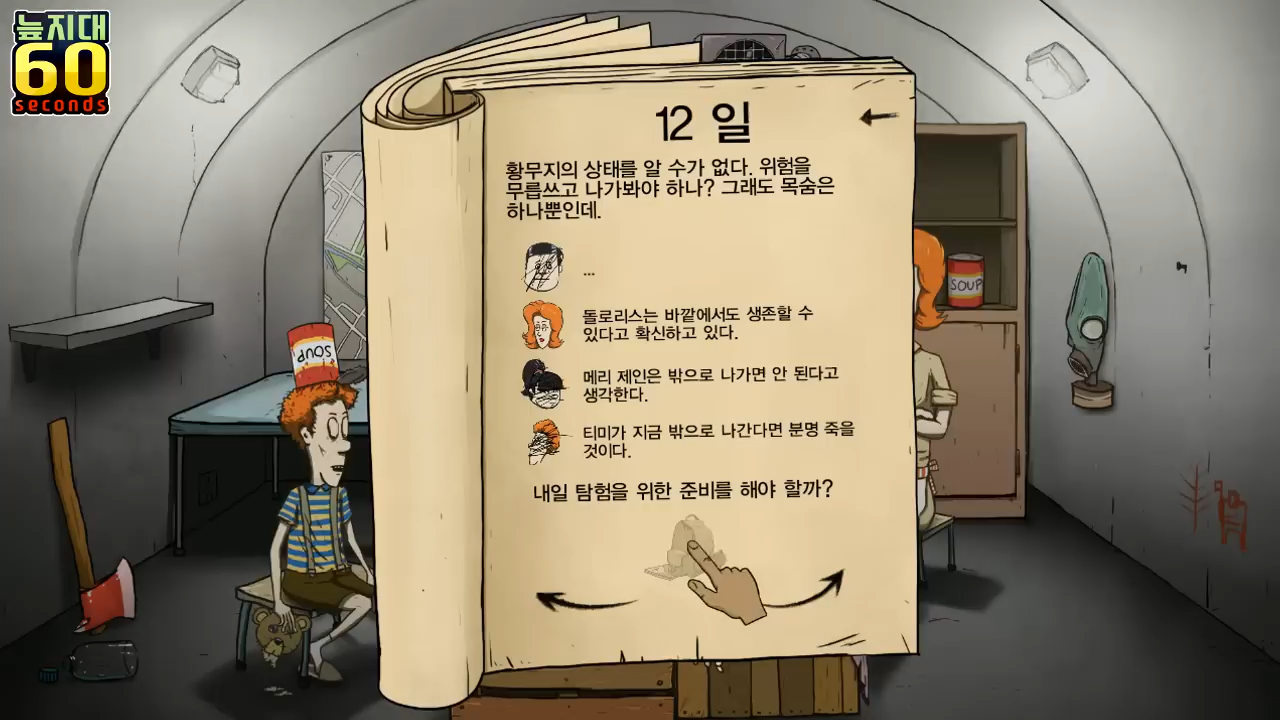 늪지대
60
seconds
12 일
황무지의 상태를 알 수가 없다. 위험을
무릅쓰고 나가봐야 하나? 그래도 목숨은
하나뿐인데.
...
돌로리스는 바깥에서도 생존할 수
있다고 확신하고 있다.
메리 제인은 밖으로 나가면 안 된다고
생각한다.
티미가 지금 밖으로 나간다면 분명 죽을
것이다.
내일 탐험을 위한 준비를 해야 할까?
SOUP
SOUP